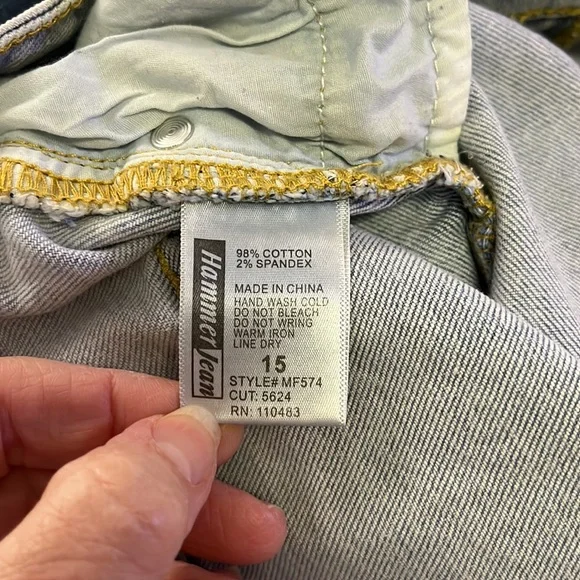 Hammer Jean
98% COTTON
2% SPANDEX
MADE IN CHINA
HAND WASH COLD
DO NOT BLEACH
DO NOT WRING
WARM IRON
LINE DRY
15
STYLE# MF574
CUT: 5624
RN: 110483